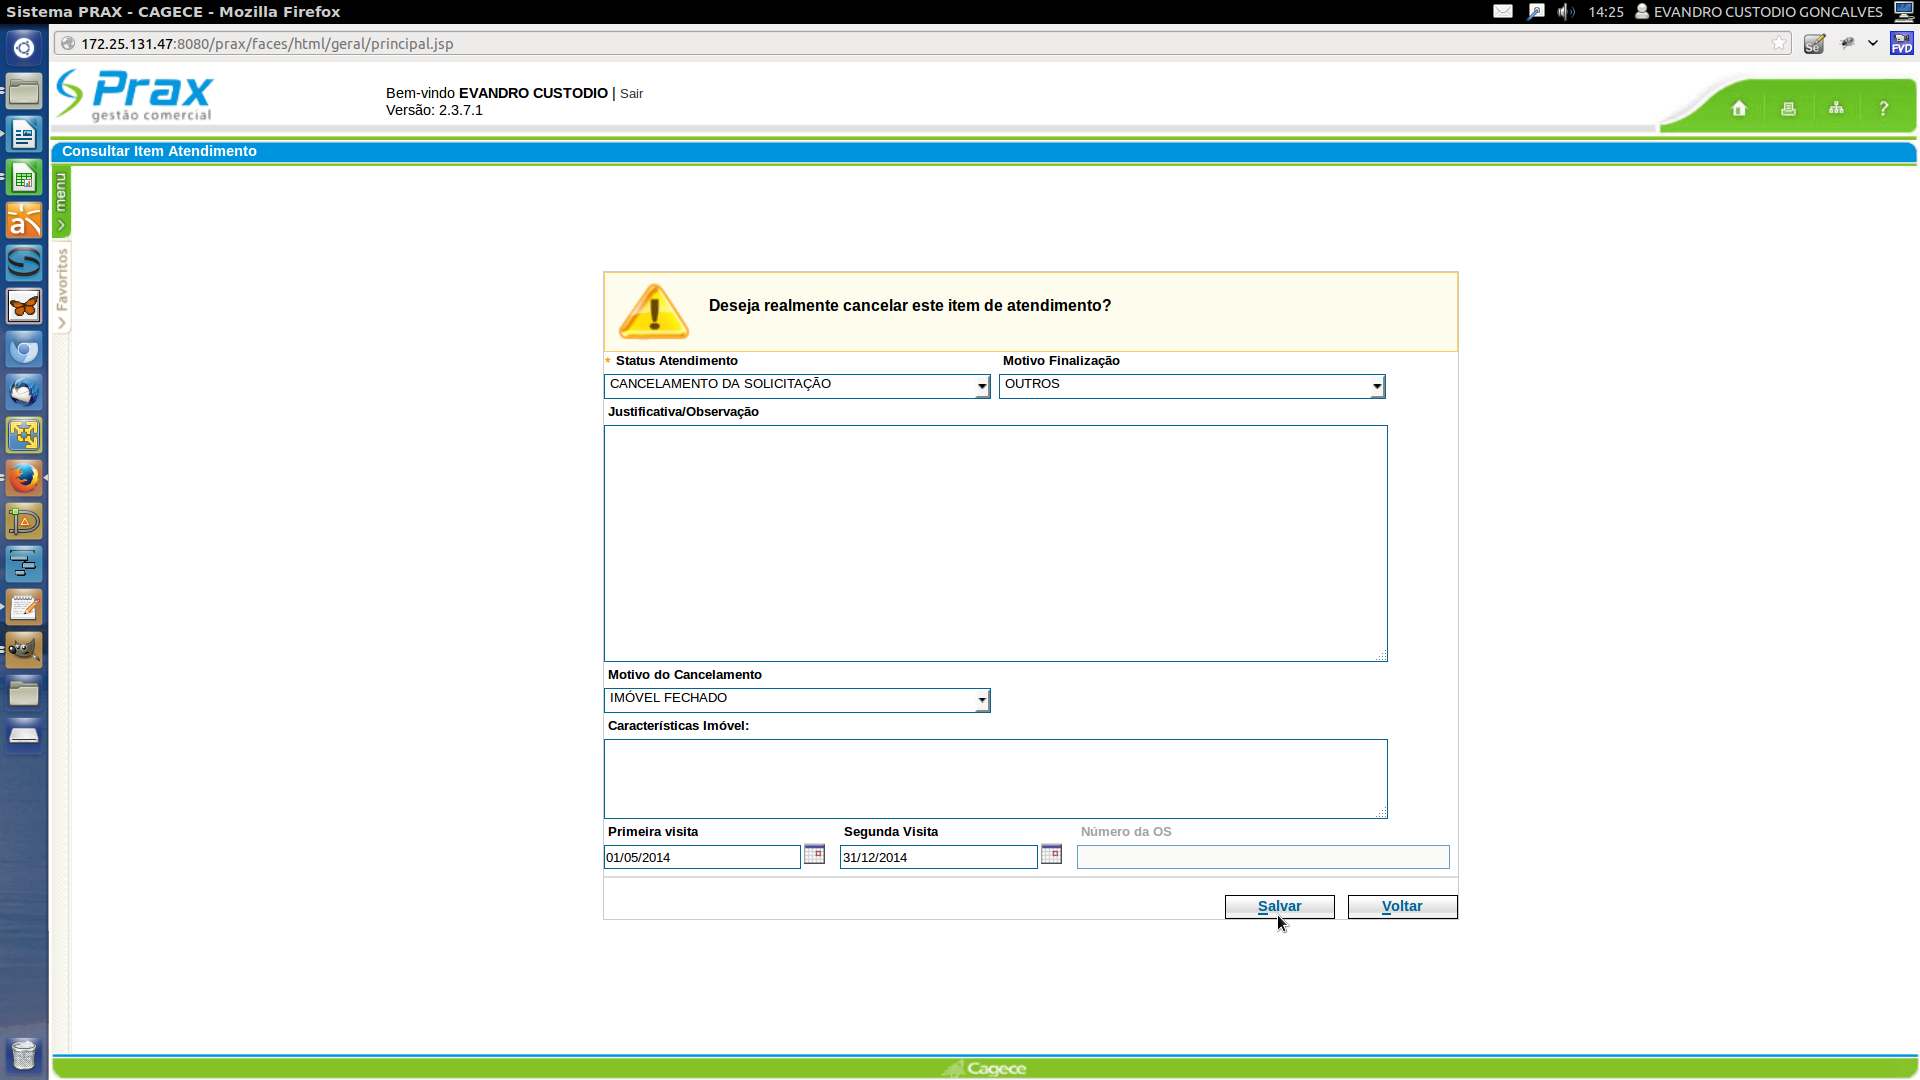 Sistema PRAX - CAGECE - Mozilla Firefox
14:25 EVANDRO CUSTODIO GONCALVES
172.25.131.47:8080/prax/faces/html/geral/principal.jsp
Se
FVD
Prax
gestão comercial
Bem-vindo EVANDRO CUSTODIO | Sair
Versão: 2.3.7.1
?
Consultar Item Atendimento
menu
Favoritos
Deseja realmente cancelar este item de atendimento?
* Status Atendimento Motivo Finalização
CANCELAMENTO DA SOLICITAÇÃO OUTROS
Justificativa/Observação
Motivo do Cancelamento
IMÓVEL FECHADO
Características Imóvel:
Primeira visita Segunda Visita Número da OS
01/05/2014 31/12/2014
Salvar Voltar
Cagece